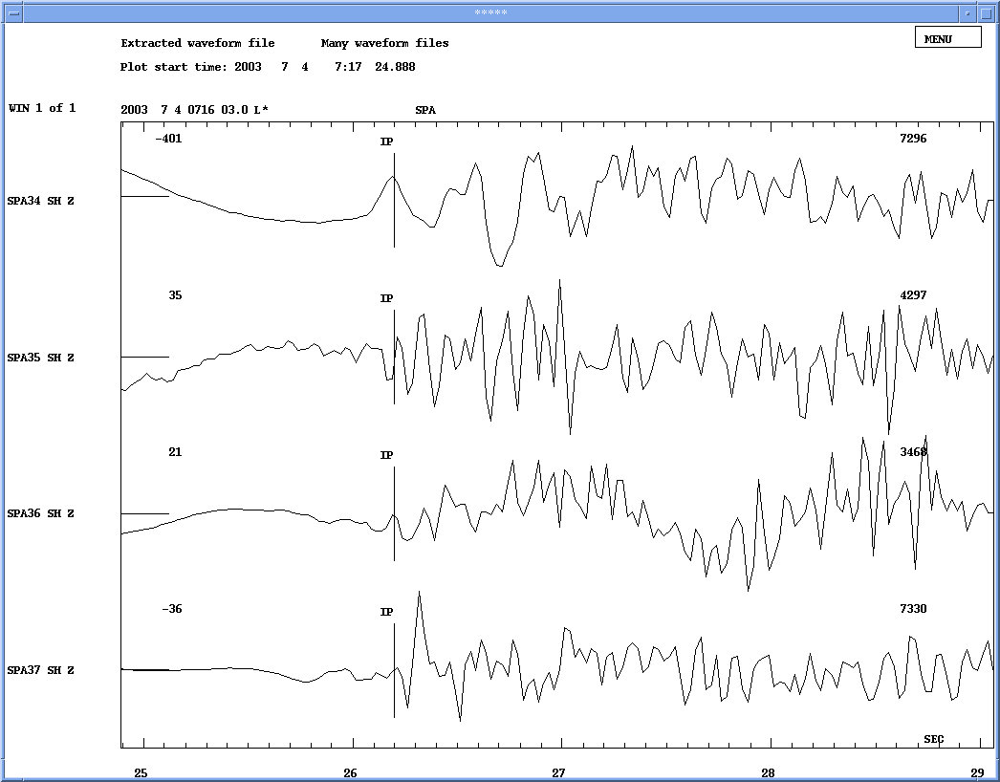 *****
MENU
Extracted waveform file Many waveform files
Plot start time: 2003 7 4 7:17 24.888
WIN 1 of 1
2003 7 4 0716 03.0 L* SPA
-401 IP 7296
SPA34 SH Z
35 IP 4297
SPA35 SH Z
21 IP 3468
SPA36 SH Z
-36 IP 7330
SPA37 SH Z
SEC
25 26 27 28 29